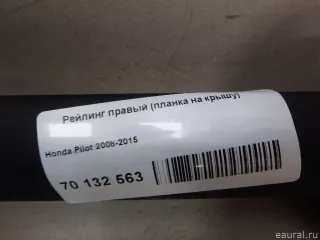 Рейлинг правый (планка на крышу)
Honda Pilot 2008-2015
70 132 563
© eaural.ru